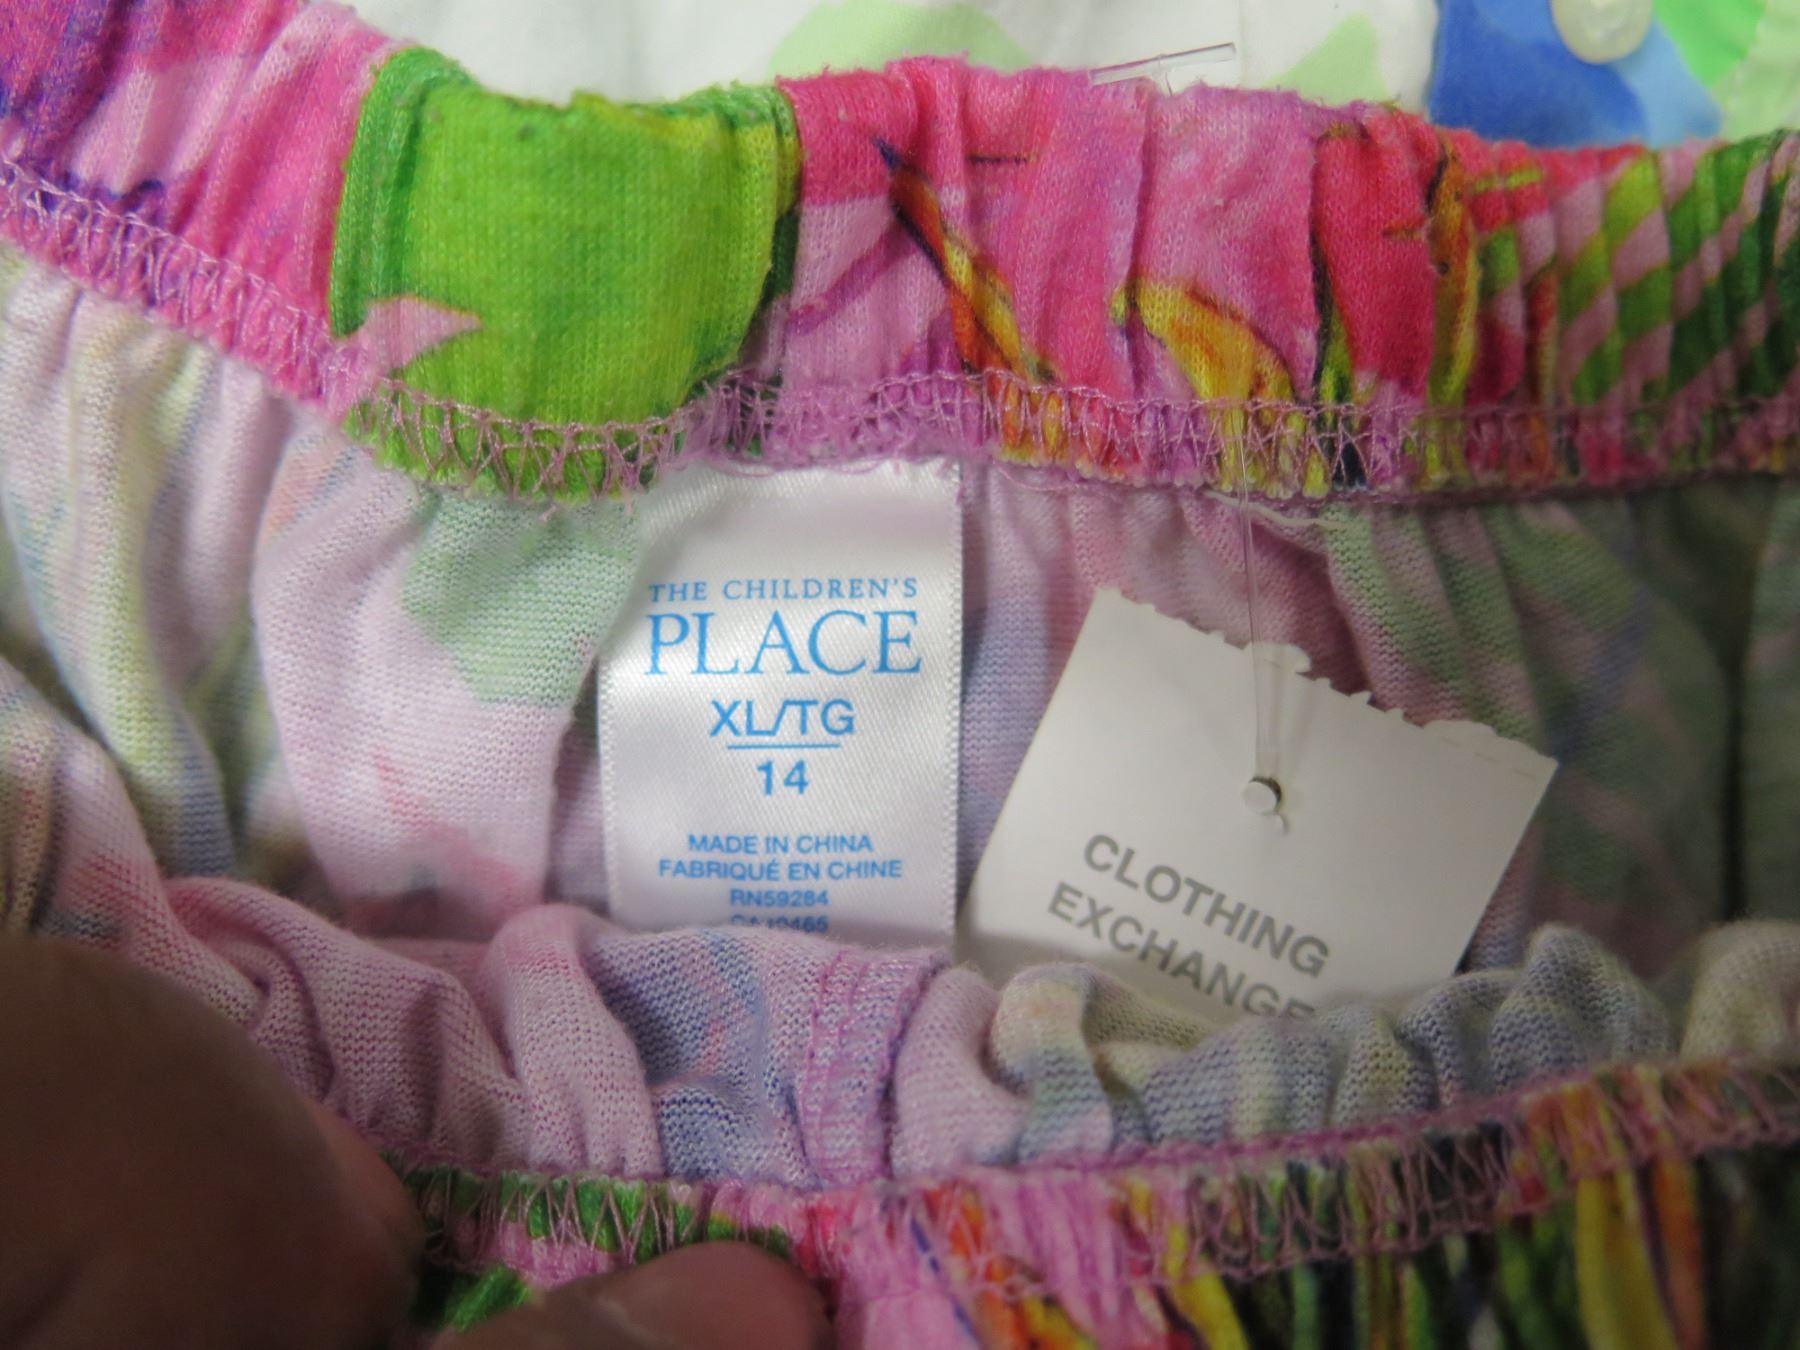 THE CHILDREN'S
PLACE
XL/TG
14
MADE IN CHINA
FABRIQUÉ EN CHINE
RN59284
CLOTHING
EXCHANGE